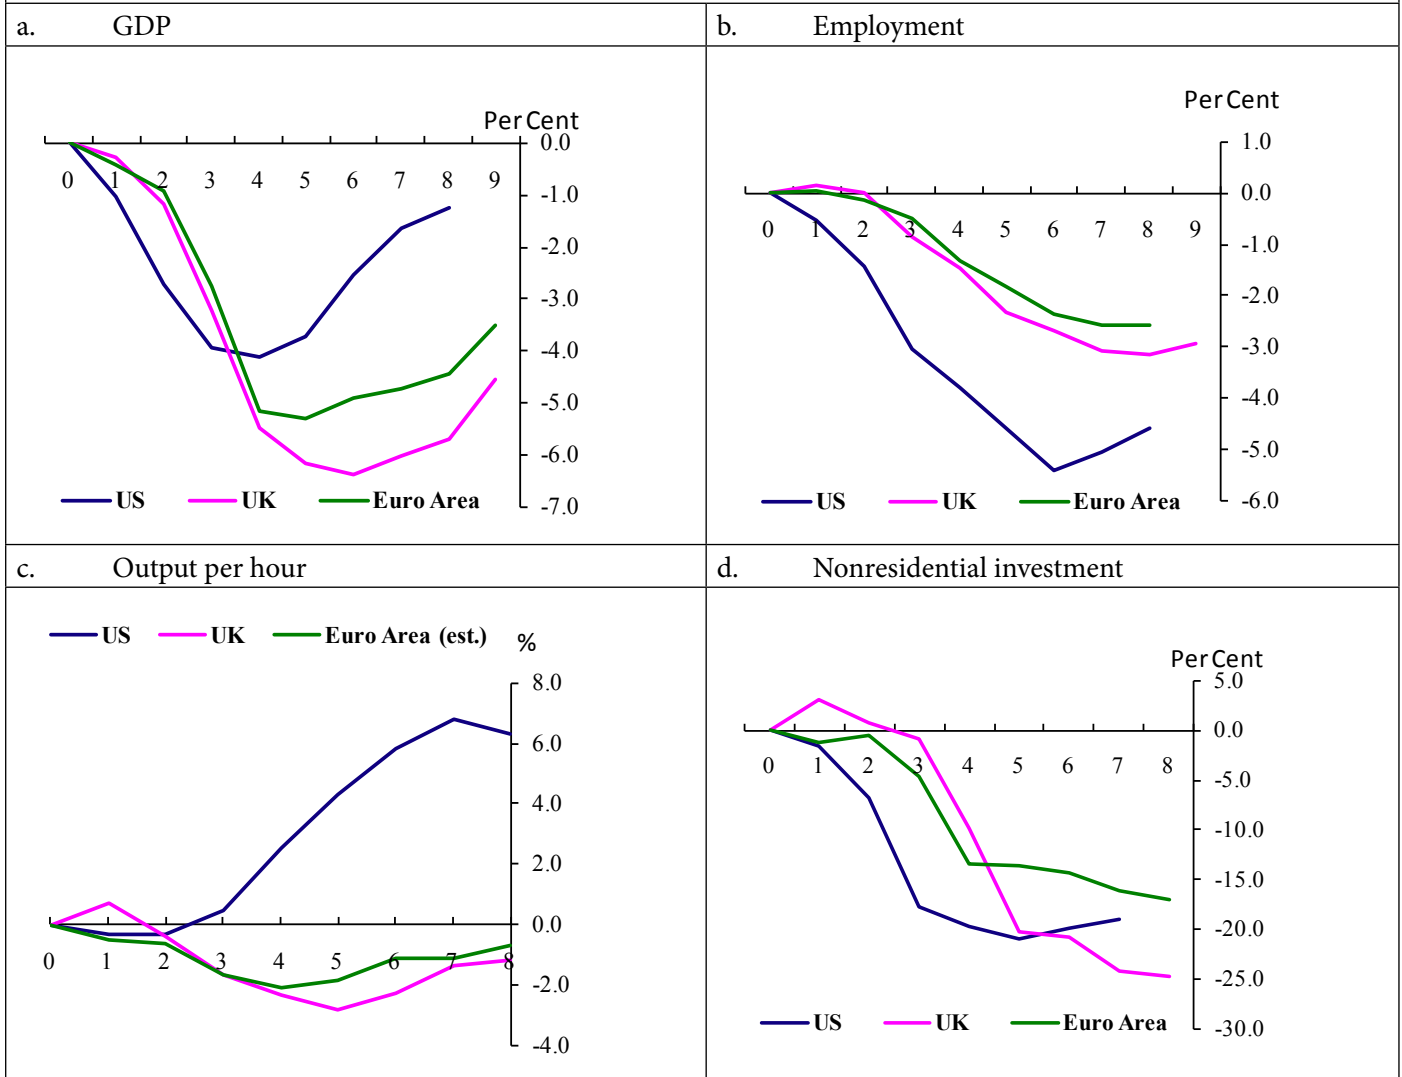 a. GDP
b. Employment
Per Cent
0.0
0 1 2 3 4 5 6 7 8 9
-1.0
-2.0
-3.0
-4.0
-5.0
-6.0
US UK Euro Area
-7.0
Per Cent
1.0
0.0
0 1 2 3 4 5 6 7 8 9
-1.0
-2.0
-3.0
-4.0
-5.0
US UK Euro Area
-6.0
c. Output per hour
d. Nonresidential investment
US UK Euro Area (est.) %
8.0
6.0
4.0
2.0
0.0
0 1 2 3 4 5 6 7 8
-2.0
-4.0
Per Cent
5.0
0.0
0 1 2 3 4 5 6 7 8
-5.0
-10.0
-15.0
-20.0
-25.0
US UK Euro Area
-30.0